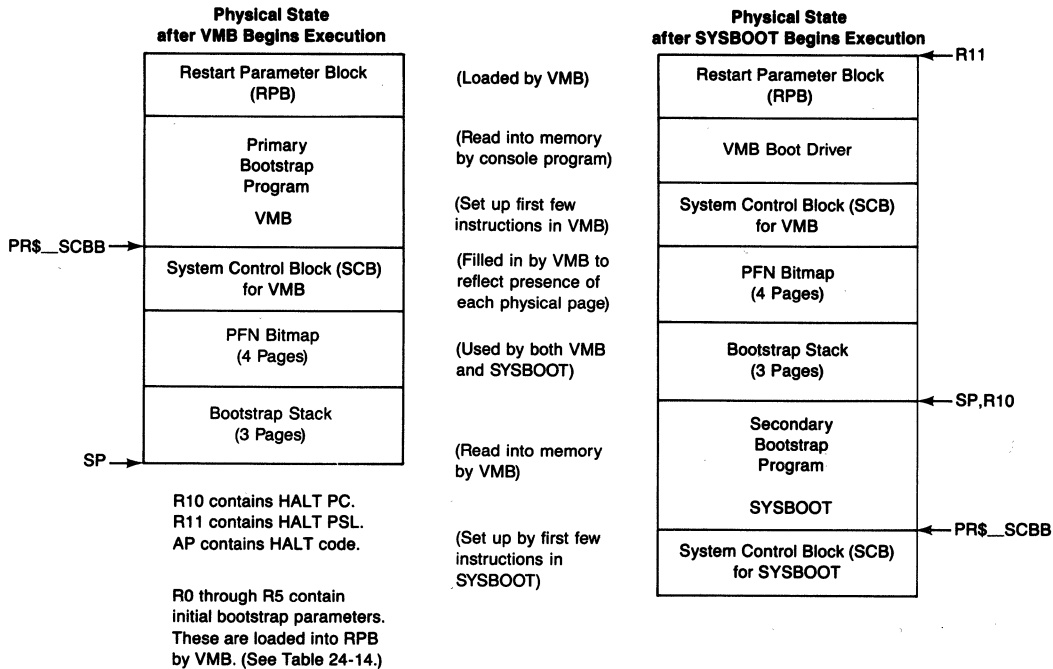 Physical State
after VMB Begins Execution
Restart Parameter Block
(RPB)
Primary
Bootstrap
Program
VMB
PR$__SCBB
System Control Block (SCB)
for VMB
PFN Bitmap
(4 Pages)
Bootstrap Stack
(3 Pages)
SP
R10 contains HALT PC.
R11 contains HALT PSL.
AP contains HALT code.
R0 through R5 contain
initial bootstrap parameters.
These are loaded into RPB
by VMB. (See Table 24-14.)
(Loaded by VMB)
(Read into memory
by console program)
(Set up first few
instructions in VMB)
(Filled in by VMB to
reflect presence of
each physical page)
(Used by both VMB
and SYSBOOT)
(Read into memory
by VMB)
(Set up by first few
instructions in
SYSBOOT)
Physical State
after SYSBOOT Begins Execution
R11
Restart Parameter Block
(RPB)
VMB Boot Driver
System Control Block (SCB)
for VMB
PFN Bitmap
(4 Pages)
Bootstrap Stack
(3 Pages)
SP,R10
Secondary
Bootstrap
Program
SYSBOOT
PR$__SCBB
System Control Block (SCB)
for SYSBOOT